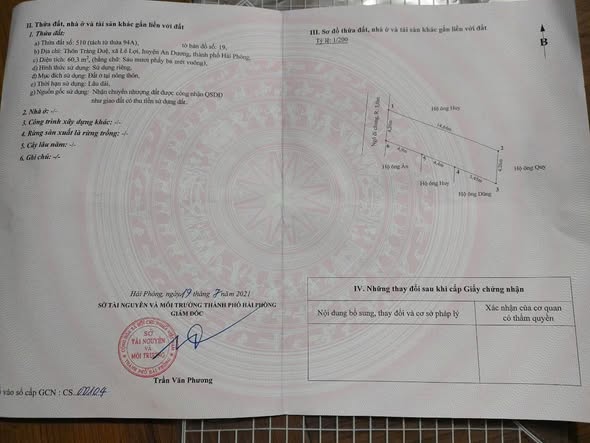 II. Thửa đất, nhà ở và tài sản khác gắn liền với đất
1. Thửa đất:
a) Thửa đất số: 510 (tách từ thửa 94A), tờ bản đồ số: 19,
b) Địa chỉ: Thôn Tràng Duệ, xã Lê Lợi, huyện An Dương, thành phố Hải Phòng,
c) Diện tích: 60,3 m², (bằng chữ: Sáu mươi phẩy ba mét vuông),
d) Hình thức sử dụng: Sử dụng riêng,
đ) Mục đích sử dụng: Đất ở tại nông thôn,
e) Thời hạn sử dụng: Lâu dài,
g) Nguồn gốc sử dụng: Nhận chuyển nhượng đất được công nhận QSDĐ
như giao đất có thu tiền sử dụng đất.
2. Nhà ở: -/-
3. Công trình xây dựng khác: -/-
4. Rừng sản xuất là rừng trồng: -/-
5. Cây lâu năm: -/-
6. Ghi chú: -/-
Hải Phòng, ngày 19 tháng 7 năm 2021
SỞ TÀI NGUYÊN VÀ MÔI TRƯỜNG THÀNH PHỐ HẢI PHÒNG
GIÁM ĐỐC
SỞ
TÀI NGUYÊN
VÀ
MÔI TRƯỜNG
Trần Văn Phương
vào sổ cấp GCN : CS
III. Sơ đồ thửa đất, nhà ở và tài sản khác gắn liền với đất
Tỷ lệ: 1/200
B
Hộ ông Huy
1
2
Hộ ông Quý
3
4
5
6
Hộ ông An
Hộ ông Huy
Hộ ông Dũng
IV. Những thay đổi sau khi cấp Giấy chứng nhận
Nội dung bổ sung, thay đổi và cơ sở pháp lý
Xác nhận của cơ quan
có thẩm quyền